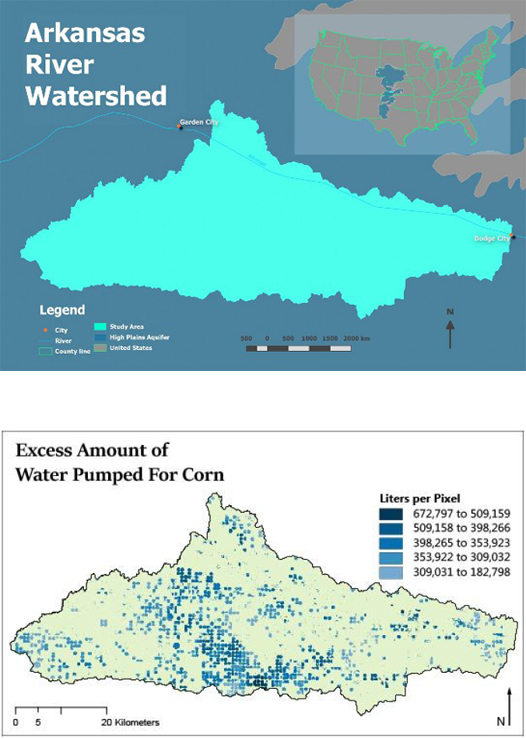 Arkansas
River
Watershed
Garden City
Dodge City
Legend
City
River
County line
Study Area
High Plains Aquifer
United States
500 0 500 1000 1500 2000 km
N
Excess Amount of
Water Pumped For Corn
Liters per Pixel
672,797 to 509,159
509,158 to 398,266
398,265 to 353,923
353,922 to 309,032
309,031 to 182,798
0 5 20 Kilometers
N